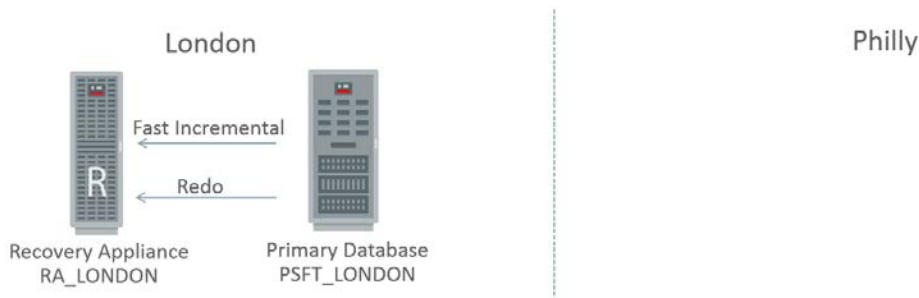 London
Philly
Fast Incremental
R
Redo
Recovery Appliance
RA_LONDON
Primary Database
PSFT_LONDON